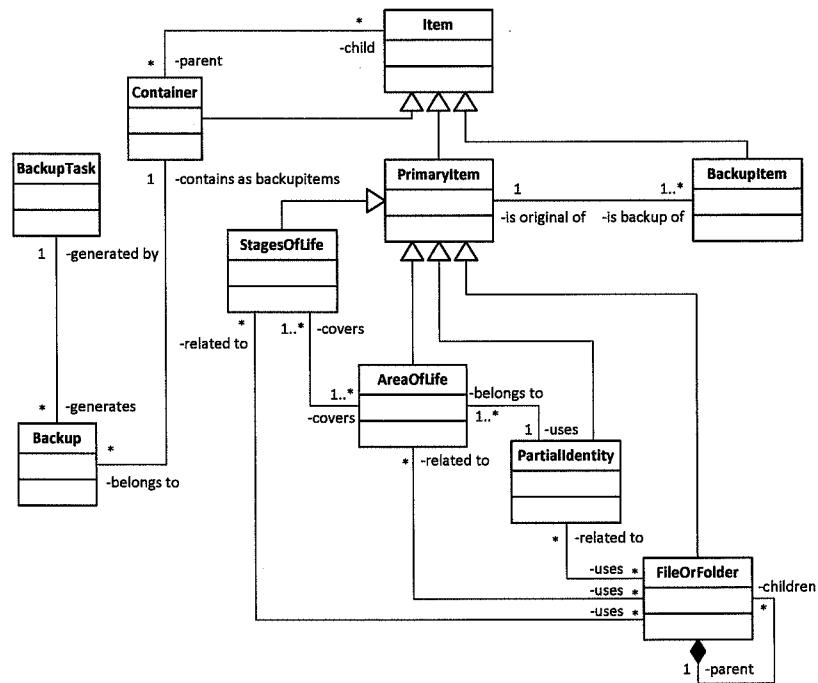 Item
*
-child
*
-parent
Container
BackupTask
1
-contains as backupitems
PrimaryItem
1
1..*
BackupItem
-is original of
-is backup of
StagesOfLife
1
-generated by
*
-related to
1..*
-covers
AreaOfLife
1..*
-covers
-belongs to
1..*
*
-generates
1
-uses
Backup
*
-belongs to
*
-related to
PartialIdentity
*
-related to
-uses *
FileOrFolder
-children
*
-uses *
-uses *
1
-parent